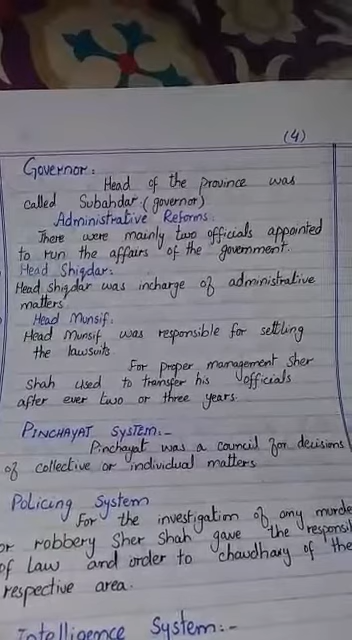 (4)
Governor:
Head of the province was
called Subahdar (governor)
Administrative Reforms.
There were mainly two officials appointed
to run the affairs of the government.
Head Shiqdar:
Head shiqdar was incharge of administrative
matters.
Head Munsif:
Head Munsif was responsible for settling
the lawsuits.
For proper management Sher
Shah used to transfer his officials
after ever two or three years.
PINCHAYAT SYSTEM:-
Pinchayat was a council for decisions
of collective or individual matters
Policing System
For the investigation of any murde
or robbery Sher Shah gave the responsi
of law and order to chaudhary of the
respective area.
Intelligence System:-